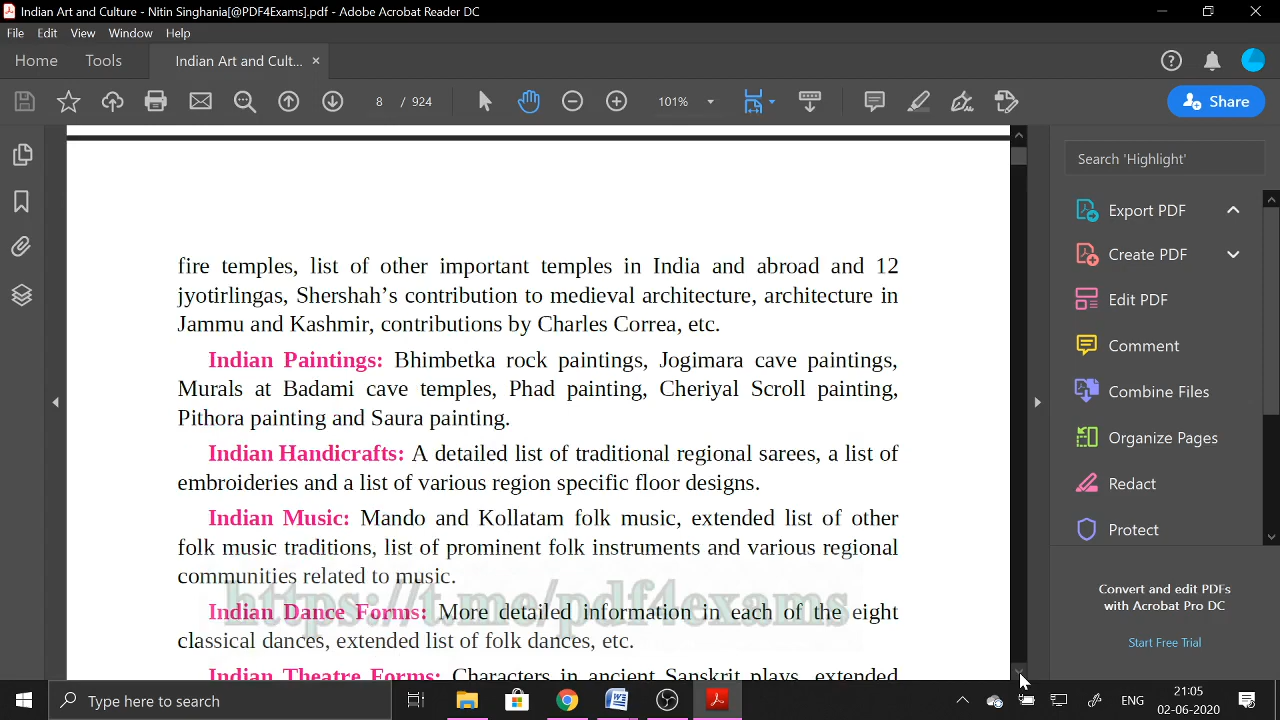 Indian Art and Culture - Nitin Singhania[@PDF4Exams].pdf - Adobe Acrobat Reader DC
File Edit View Window Help
Home Tools Indian Art and Cult... ×
8 / 924 101% Share
Search 'Highlight'
Export PDF
Create PDF
Edit PDF
Comment
Combine Files
Organize Pages
Redact
Protect
Convert and edit PDFs
with Acrobat Pro DC
Start Free Trial
fire temples, list of other important temples in India and abroad and 12
jyotirlingas, Shershah’s contribution to medieval architecture, architecture in
Jammu and Kashmir, contributions by Charles Correa, etc.
Indian Paintings: Bhimbetka rock paintings, Jogimara cave paintings,
Murals at Badami cave temples, Phad painting, Cheriyal Scroll painting,
Pithora painting and Saura painting.
Indian Handicrafts: A detailed list of traditional regional sarees, a list of
embroideries and a list of various region specific floor designs.
Indian Music: Mando and Kollatam folk music, extended list of other
folk music traditions, list of prominent folk instruments and various regional
communities related to music.
https://t.me/pdf4exams
Indian Dance Forms: More detailed information in each of the eight
classical dances, extended list of folk dances, etc.
Indian Theatre Forms: Characters in ancient Sanskrit plays, extended
Type here to search
ENG
21:05
02-06-2020